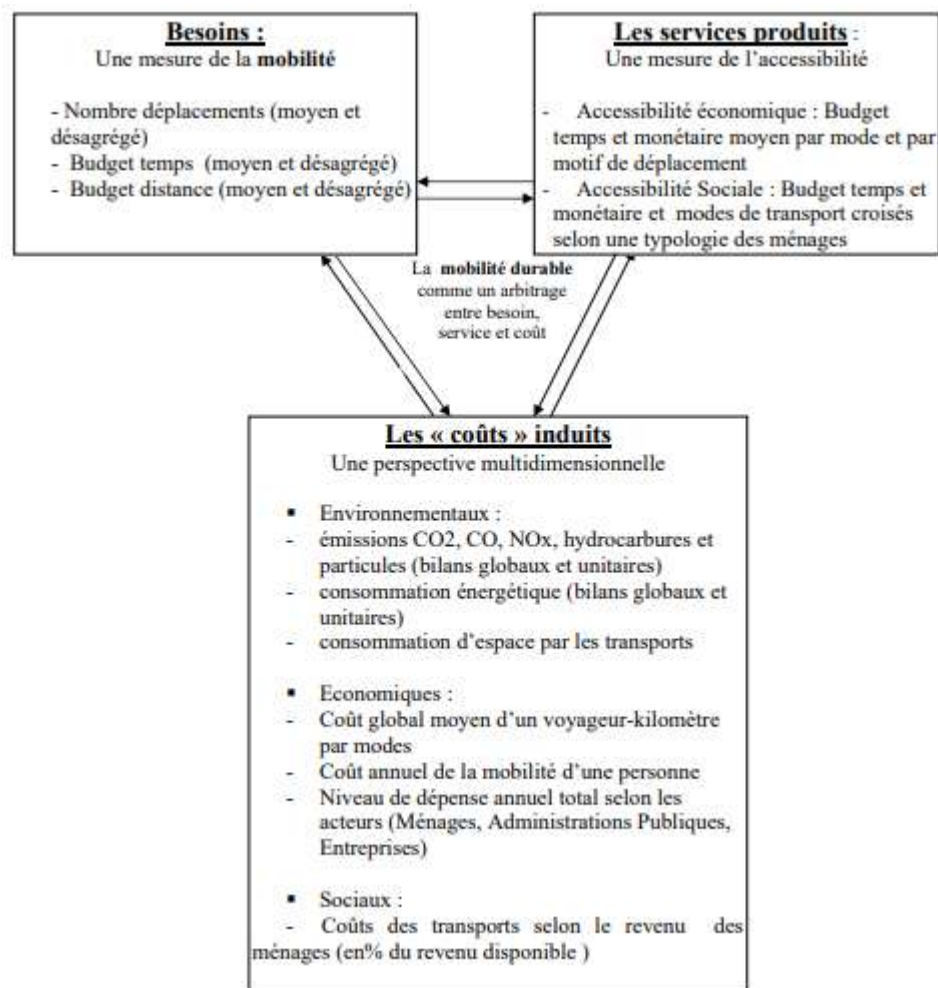 Besoins :
Une mesure de la mobilité
- Nombre déplacements (moyen et
désagrégé)
- Budget temps (moyen et désagrégé)
- Budget distance (moyen et désagrégé)
Les services produits :
Une mesure de l'accessibilité
- Accessibilité économique : Budget
temps et monétaire moyen par mode et par
motif de déplacement
- Accessibilité Sociale : Budget temps et
monétaire et modes de transport croisés
selon une typologie des ménages
La mobilité durable
comme un arbitrage
entre besoin,
service et coût
Les « coûts » induits
Une perspective multidimensionnelle
▪ Environnementaux :
- émissions CO2, CO, NOx, hydrocarbures et
particules (bilans globaux et unitaires)
- consommation énergétique (bilans globaux et
unitaires)
- consommation d'espace par les transports
▪ Economiques :
- Coût global moyen d'un voyageur-kilomètre
par modes
- Coût annuel de la mobilité d'une personne
- Niveau de dépense annuel total selon les
acteurs (Ménages, Administrations Publiques,
Entreprises)
▪ Sociaux :
- Coûts des transports selon le revenu des
ménages (en% du revenu disponible )